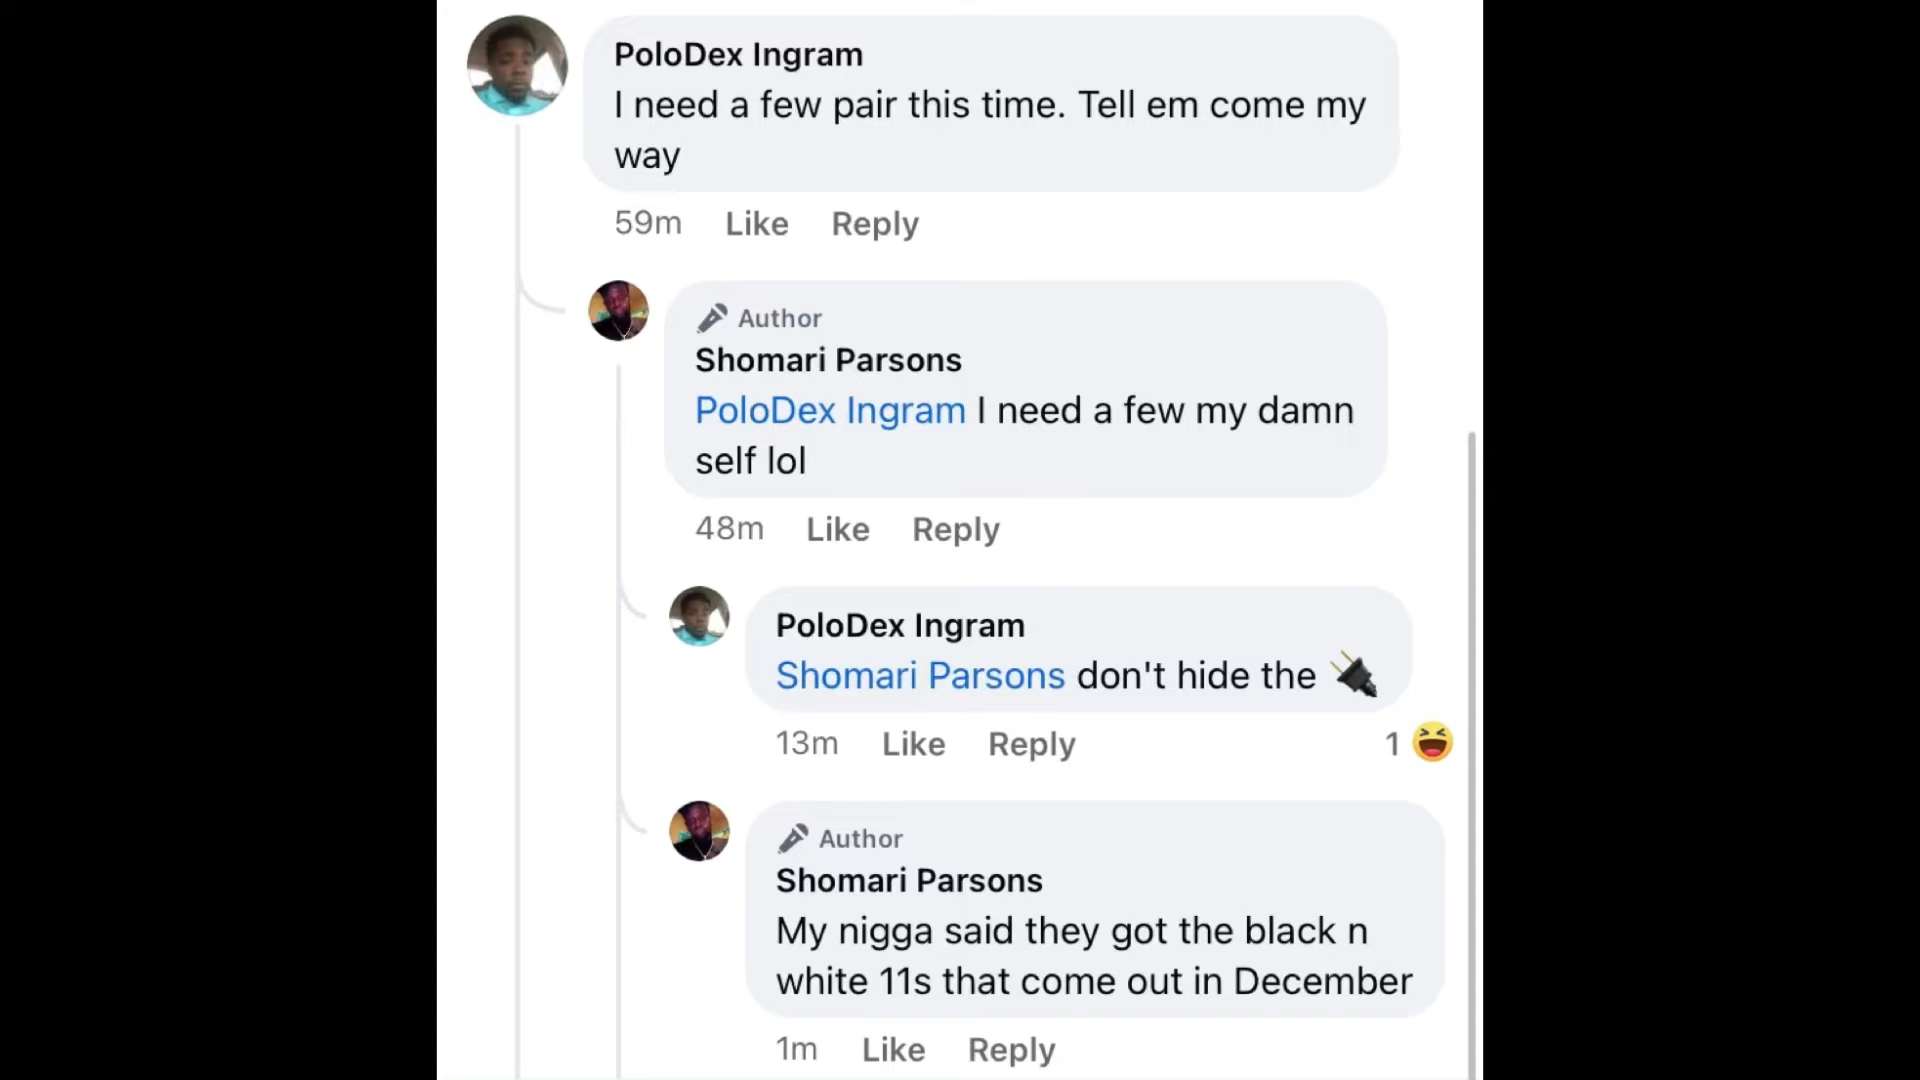 PoloDex Ingram
I need a few pair this time. Tell em come my
way
59m Like Reply
Author
Shomari Parsons
PoloDex Ingram I need a few my damn
self lol
48m Like Reply
PoloDex Ingram
Shomari Parsons don't hide the 🔌
13m Like Reply 1 😆
Author
Shomari Parsons
My nigga said they got the black n
white 11s that come out in December
1m Like Reply